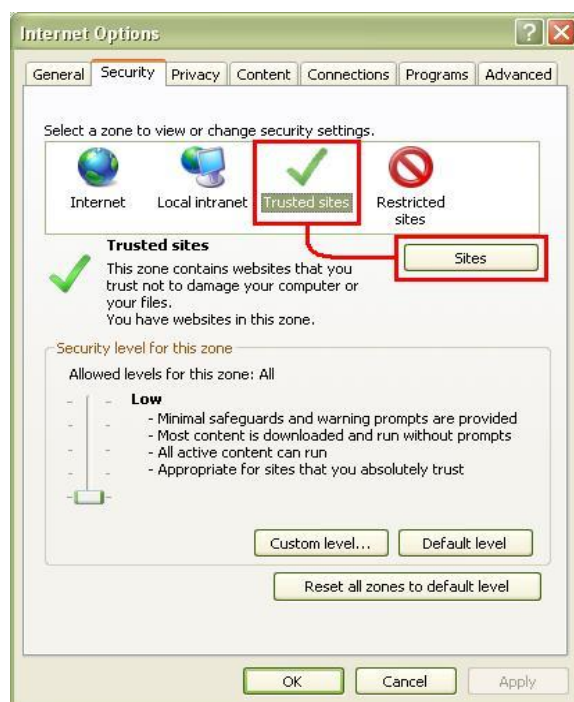 Internet Options
General Security Privacy Content Connections Programs Advanced
Select a zone to view or change security settings.
Internet Local intranet Trusted sites Restricted
sites
Sites
Trusted sites
This zone contains websites that you
trust not to damage your computer or
your files.
You have websites in this zone.
Security level for this zone
Allowed levels for this zone: All
Low
- Minimal safeguards and warning prompts are provided
- Most content is downloaded and run without prompts
- All active content can run
- Appropriate for sites that you absolutely trust
Custom level... Default level
Reset all zones to default level
OK Cancel Apply